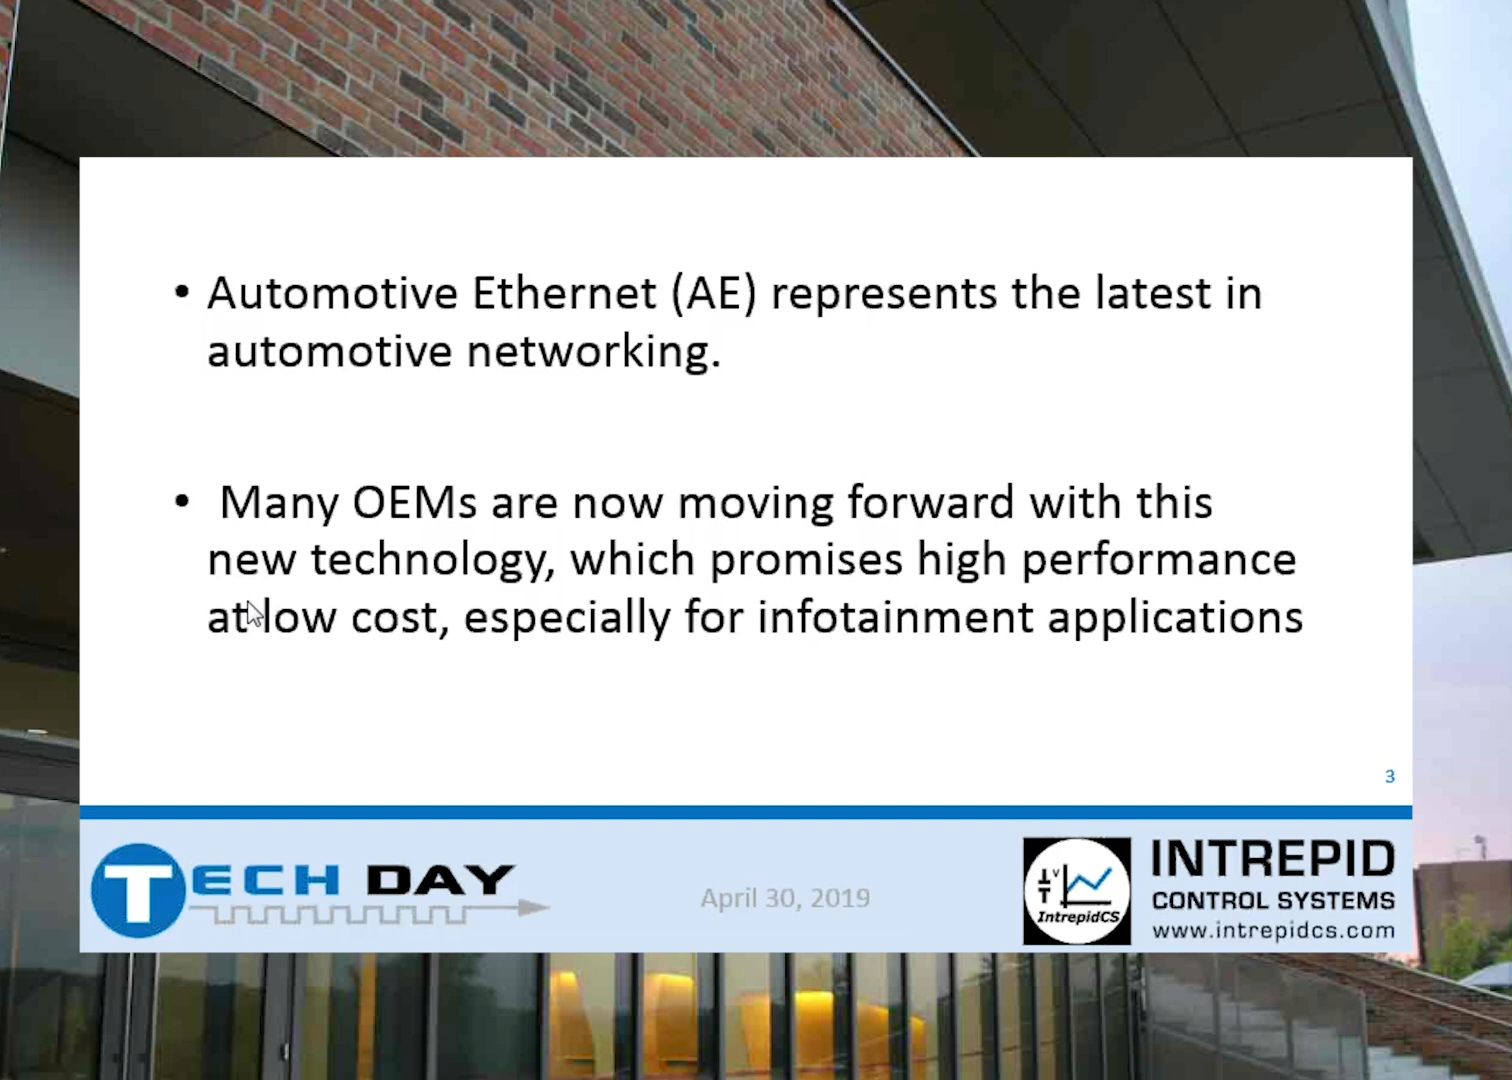 • Automotive Ethernet (AE) represents the latest in
automotive networking.
• Many OEMs are now moving forward with this
new technology, which promises high performance
at low cost, especially for infotainment applications
3
TECH DAY
April 30, 2019
IntrepidCS
INTREPID
CONTROL SYSTEMS
www.intrepidcs.com